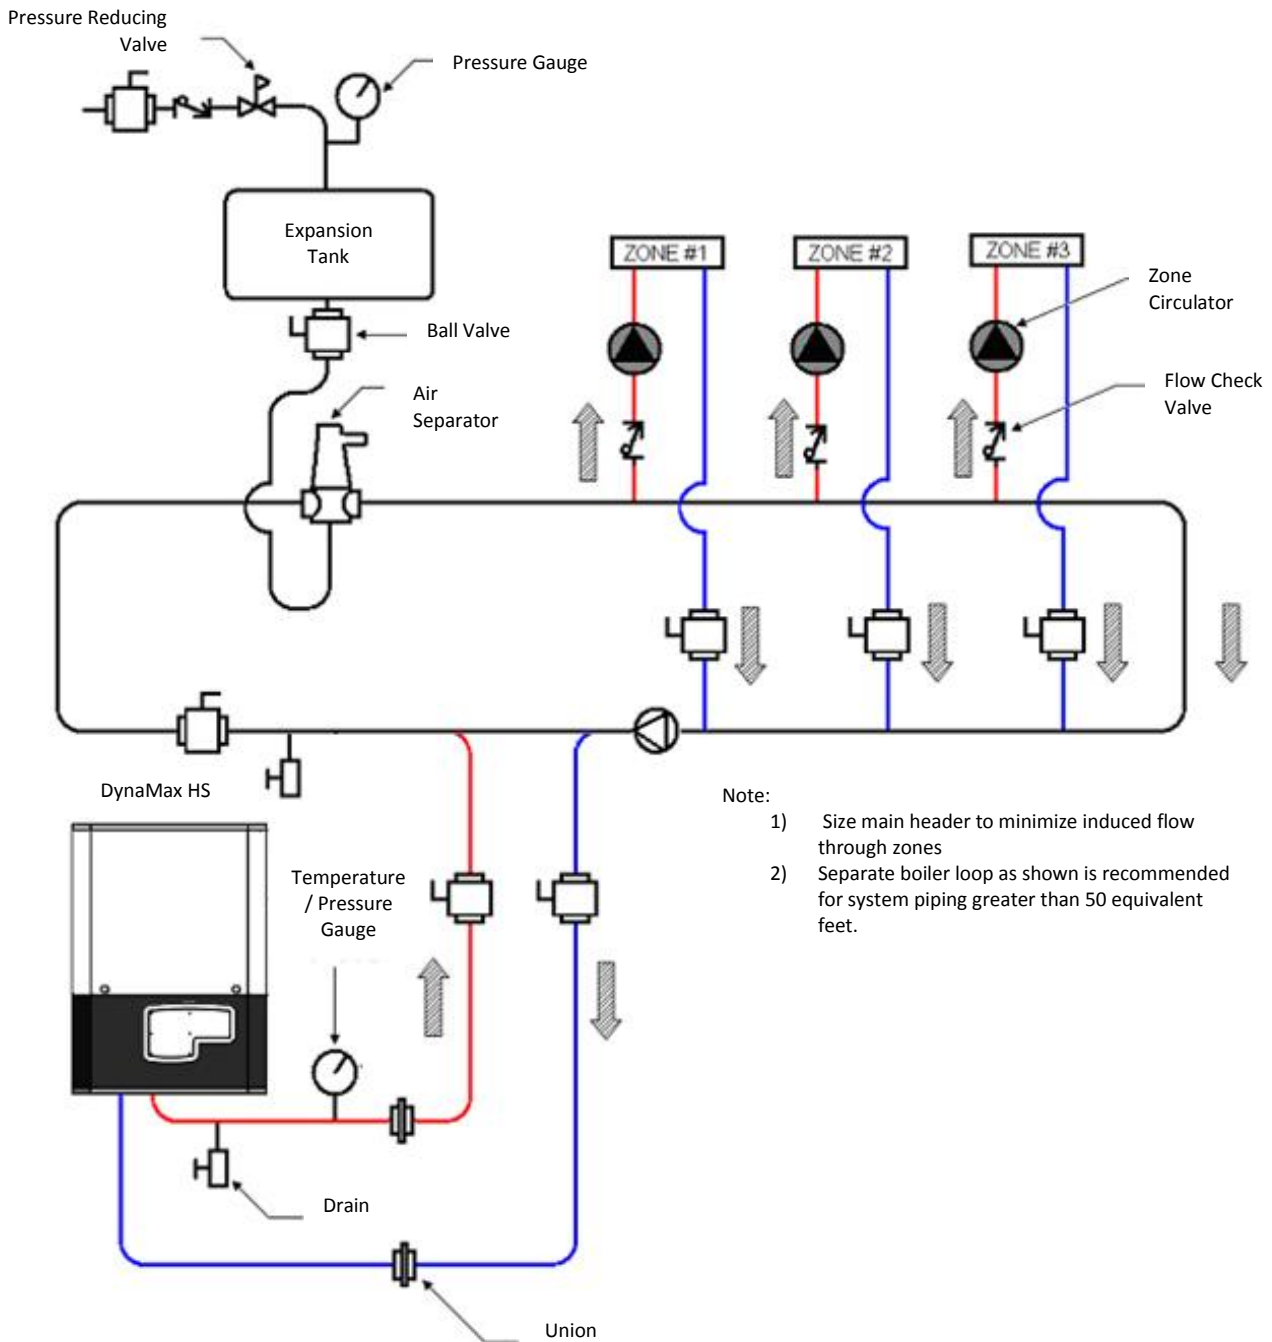 Pressure Reducing
Valve
Pressure Gauge
Expansion
Tank
ZONE #1
ZONE #2
ZONE #3
Zone
Circulator
Ball Valve
Air
Separator
Flow Check
Valve
DynaMax HS
Note:
1) Size main header to minimize induced flow
through zones
2) Separate boiler loop as shown is recommended
for system piping greater than 50 equivalent
feet.
Temperature
/ Pressure
Gauge
Drain
Union